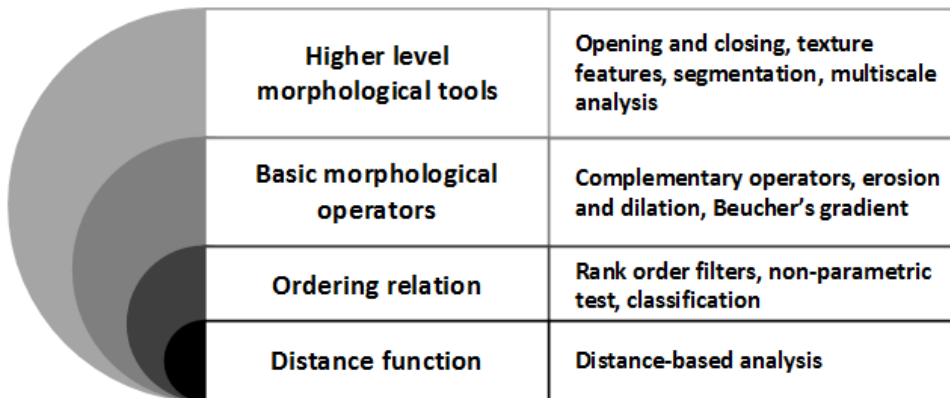 Higher level
morphological tools
Opening and closing, texture
features, segmentation, multiscale
analysis
Basic morphological
operators
Complementary operators, erosion
and dilation, Beucher's gradient
Ordering relation
Rank order filters, non-parametric
test, classification
Distance function
Distance-based analysis